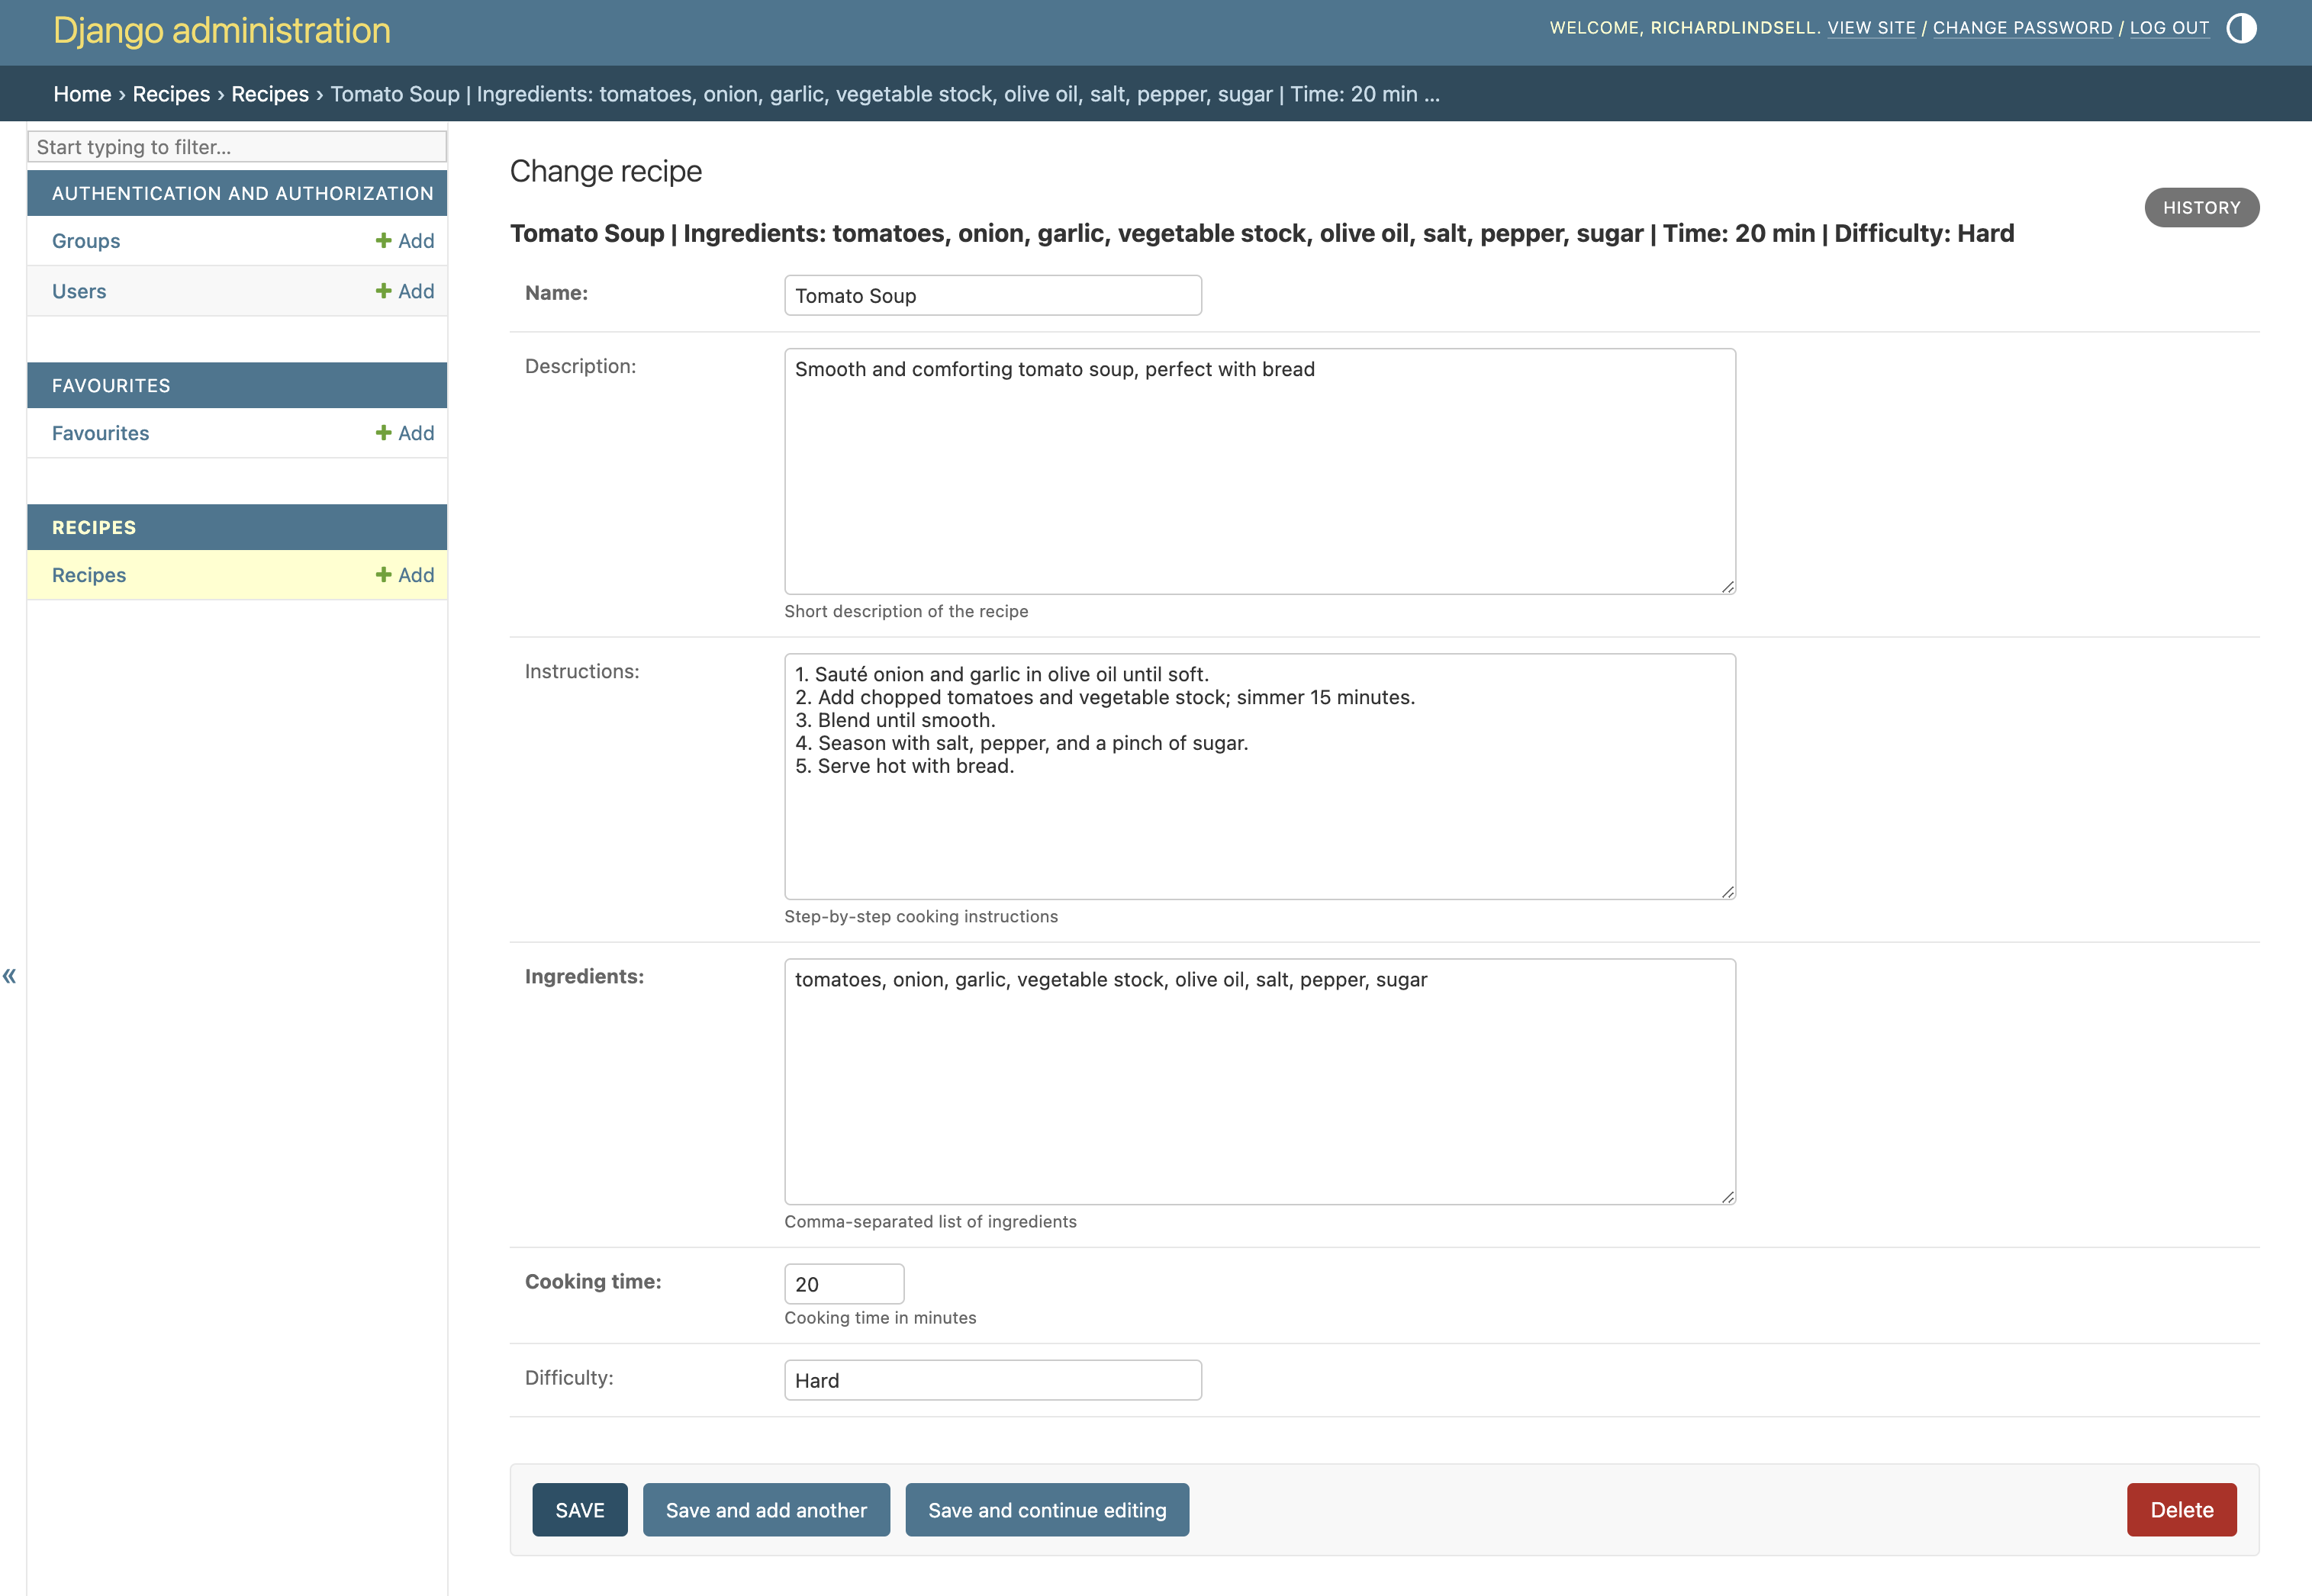 Django administration
WELCOME, RICHARDLINDSELL. VIEW SITE / CHANGE PASSWORD / LOG OUT
Home › Recipes › Recipes › Tomato Soup | Ingredients: tomatoes, onion, garlic, vegetable stock, olive oil, salt, pepper, sugar | Time: 20 min ...
Start typing to filter...
AUTHENTICATION AND AUTHORIZATION
Groups + Add
Users + Add
FAVOURITES
Favourites + Add
RECIPES
Recipes + Add
«
Change recipe
HISTORY
Tomato Soup | Ingredients: tomatoes, onion, garlic, vegetable stock, olive oil, salt, pepper, sugar | Time: 20 min | Difficulty: Hard
Name: Tomato Soup
Description: Smooth and comforting tomato soup, perfect with bread
Short description of the recipe
Instructions: 1. Sauté onion and garlic in olive oil until soft.
2. Add chopped tomatoes and vegetable stock; simmer 15 minutes.
3. Blend until smooth.
4. Season with salt, pepper, and a pinch of sugar.
5. Serve hot with bread.
Step-by-step cooking instructions
Ingredients: tomatoes, onion, garlic, vegetable stock, olive oil, salt, pepper, sugar
Comma-separated list of ingredients
Cooking time: 20
Cooking time in minutes
Difficulty: Hard
SAVE Save and add another Save and continue editing Delete